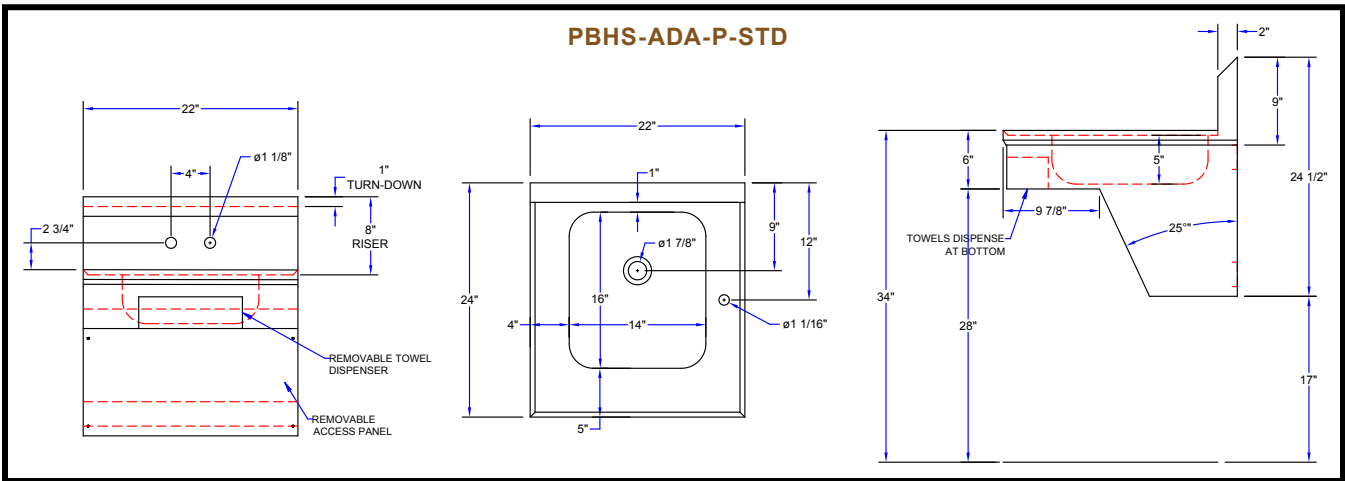 PBHS-ADA-P-STD
22"
4"
ø1 1/8"
1"
TURN-DOWN
2 3/4"
8"
RISER
REMOVABLE TOWEL
DISPENSER
REMOVABLE
ACCESS PANEL
22"
1"
9"
12"
ø1 7/8"
24"
16"
4"
14"
ø1 1/16"
5"
2"
9"
6"
5"
24 1/2"
9 7/8"
25°"
TOWELS DISPENSE
AT BOTTOM
34"
28"
17"